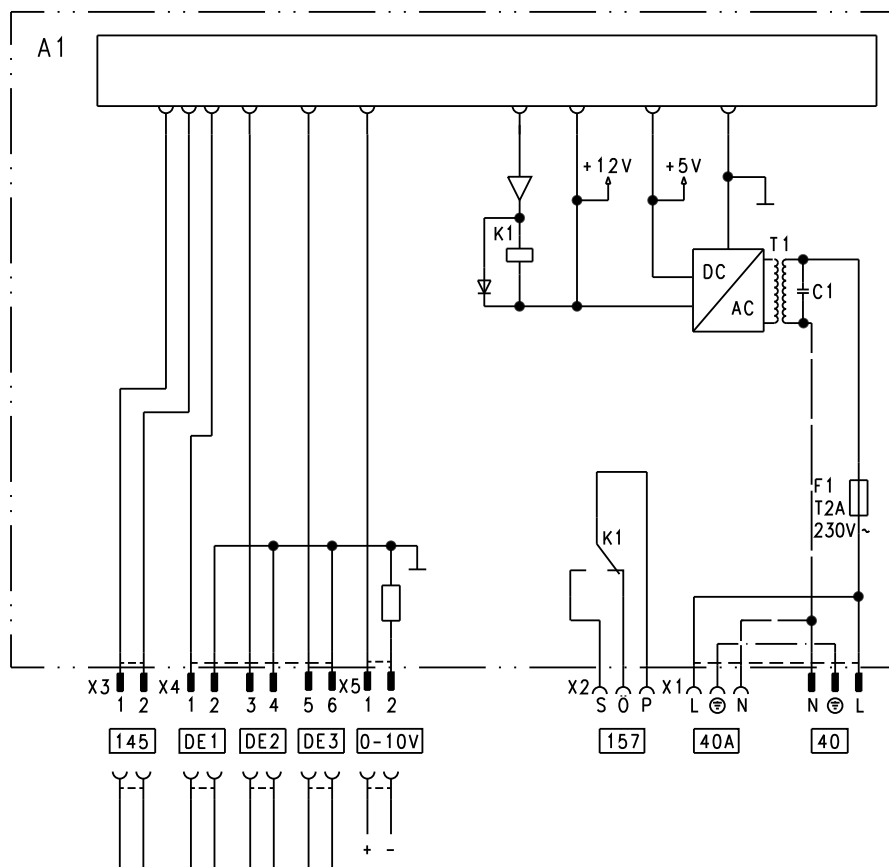 A1
+12V
+5V
K1
T1
DC
AC
C1
F1
T2A
230V~
K1
X3 X4 X5 X2 X1
1 2 1 2 3 4 5 6 1 2 S Ö P L N N L
145 DE1 DE2 DE3 0-10V 157 40A 40
+ -